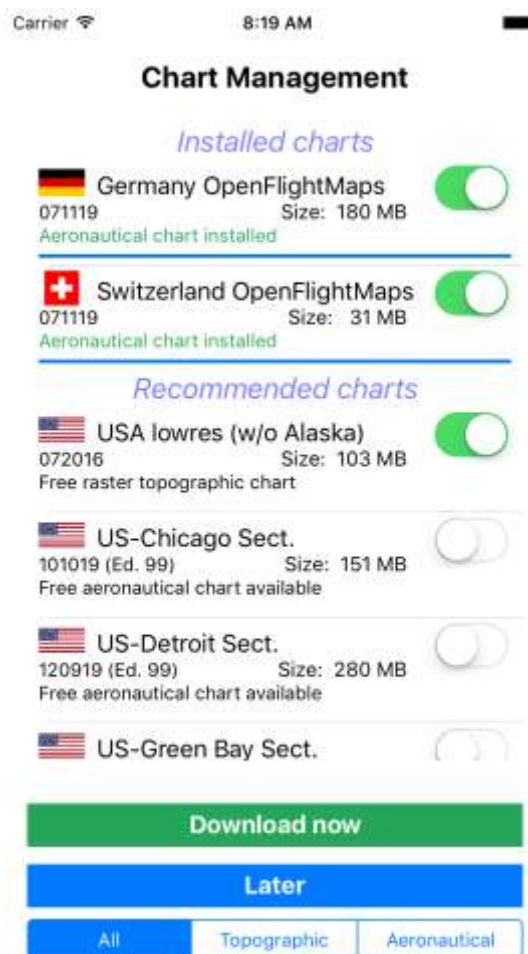 Carrier 8:19 AM
Chart Management
Installed charts
Germany OpenFlightMaps
071119 Size: 180 MB
Aeronautical chart installed
Switzerland OpenFlightMaps
071119 Size: 31 MB
Aeronautical chart installed
Recommended charts
USA lowres (w/o Alaska)
072016 Size: 103 MB
Free raster topographic chart
US-Chicago Sect.
101019 (Ed. 99) Size: 151 MB
Free aeronautical chart available
US-Detroit Sect.
120919 (Ed. 99) Size: 280 MB
Free aeronautical chart available
US-Green Bay Sect.
Download now
Later
All Topographic Aeronautical